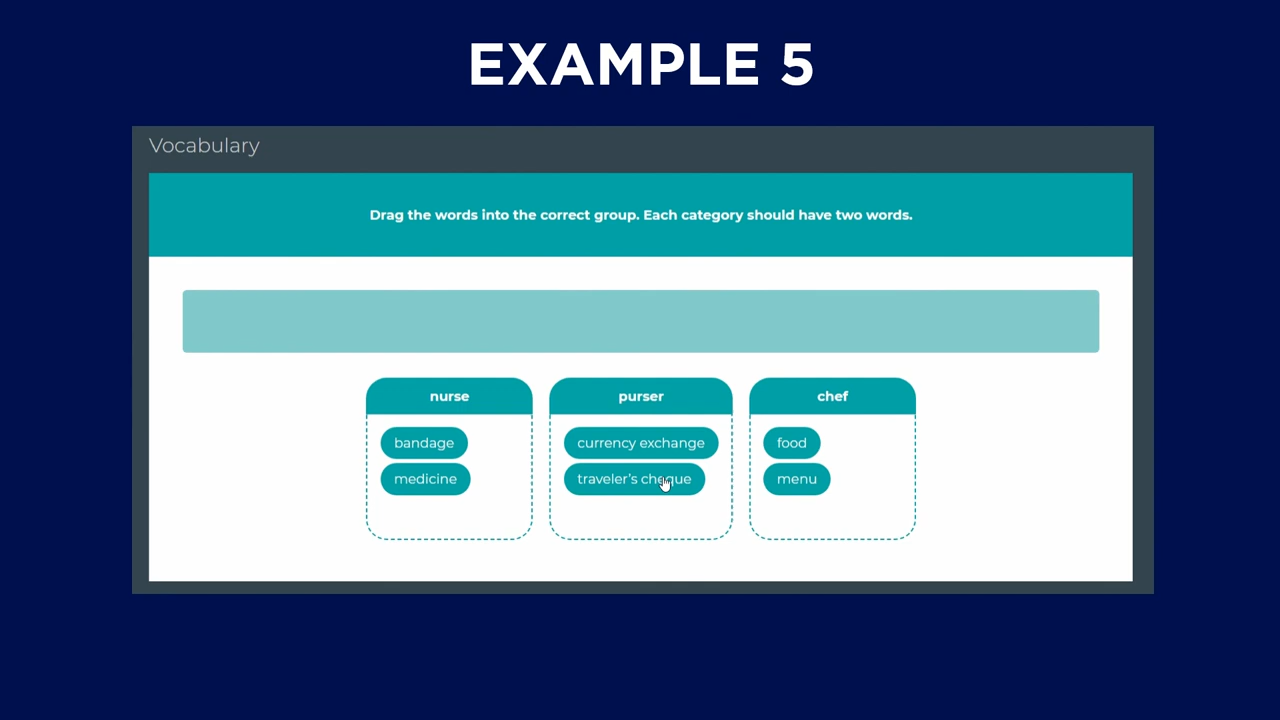 EXAMPLE 5
Vocabulary
Drag the words into the correct group. Each category should have two words.
nurse
bandage
medicine
purser
currency exchange
traveler's cheque
chef
food
menu